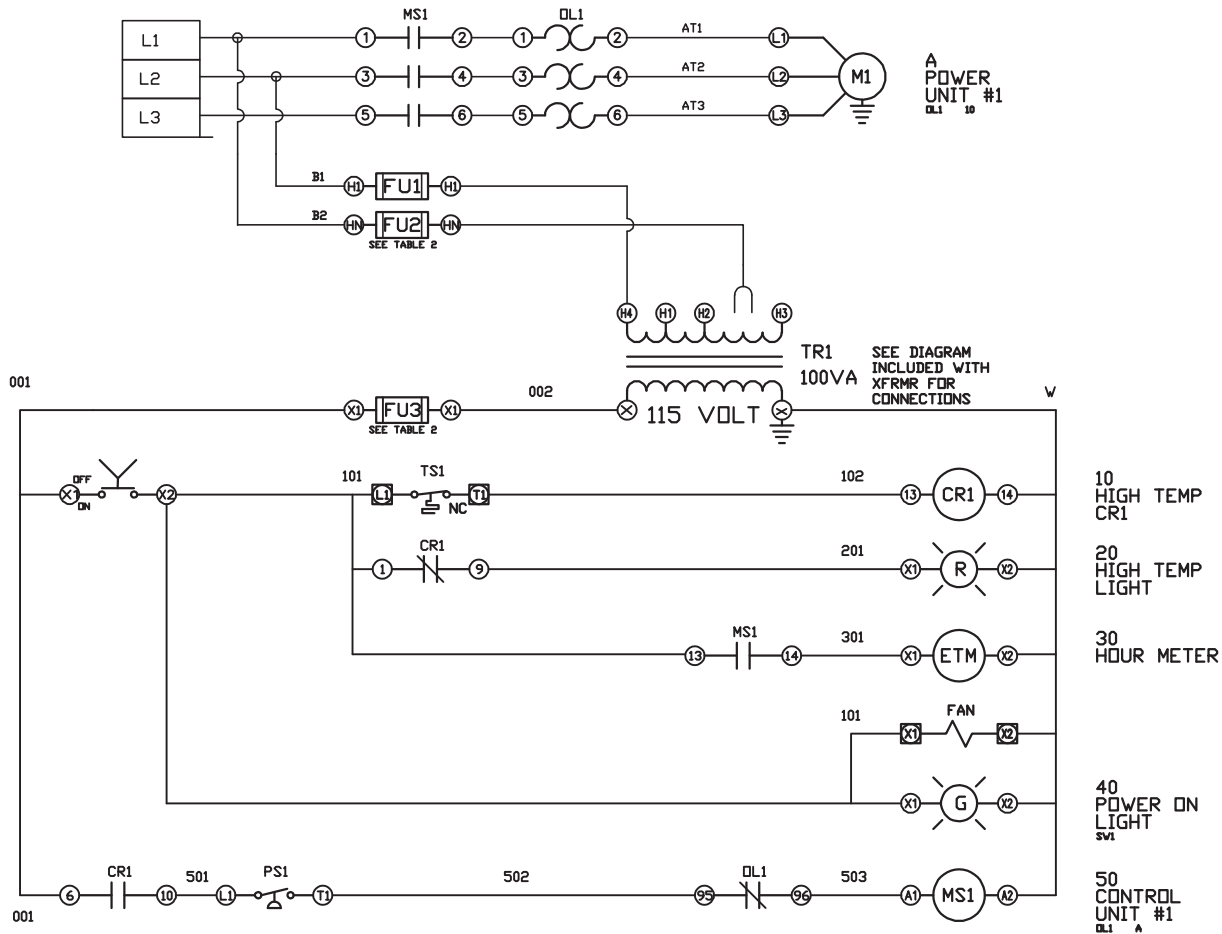 MS1 OL1
L1 1 2 1 2 AT1 L1
L2 3 4 3 4 AT2 L2 M1
L3 5 6 5 6 AT3 L3
A
POWER
UNIT #1
OL1 10
B1 H1 FU1 H1
B2 HN FU2 HN
SEE TABLE 2
H4 H1 H2 H3
TR1
100VA
SEE DIAGRAM
INCLUDED WITH
XFRMR FOR
CONNECTIONS
001 002 W
X1 FU3 X1 X 115 VOLT X
SEE TABLE 2
OFF
X1 X2
ON
101 TS1 102
L1 NC T1 13 CR1 14
10
HIGH TEMP
CR1
CR1 201
1 9 X1 R X2
20
HIGH TEMP
LIGHT
MS1 301
13 14 X1 ETM X2
30
HOUR METER
101 FAN
X1 X2
X1 G X2
40
POWER ON
LIGHT
SW1
CR1 501 PS1 502 OL1 503
6 10 L1 T1 95 96 A1 MS1 A2
001
50
CONTROL
UNIT #1
OL1 A